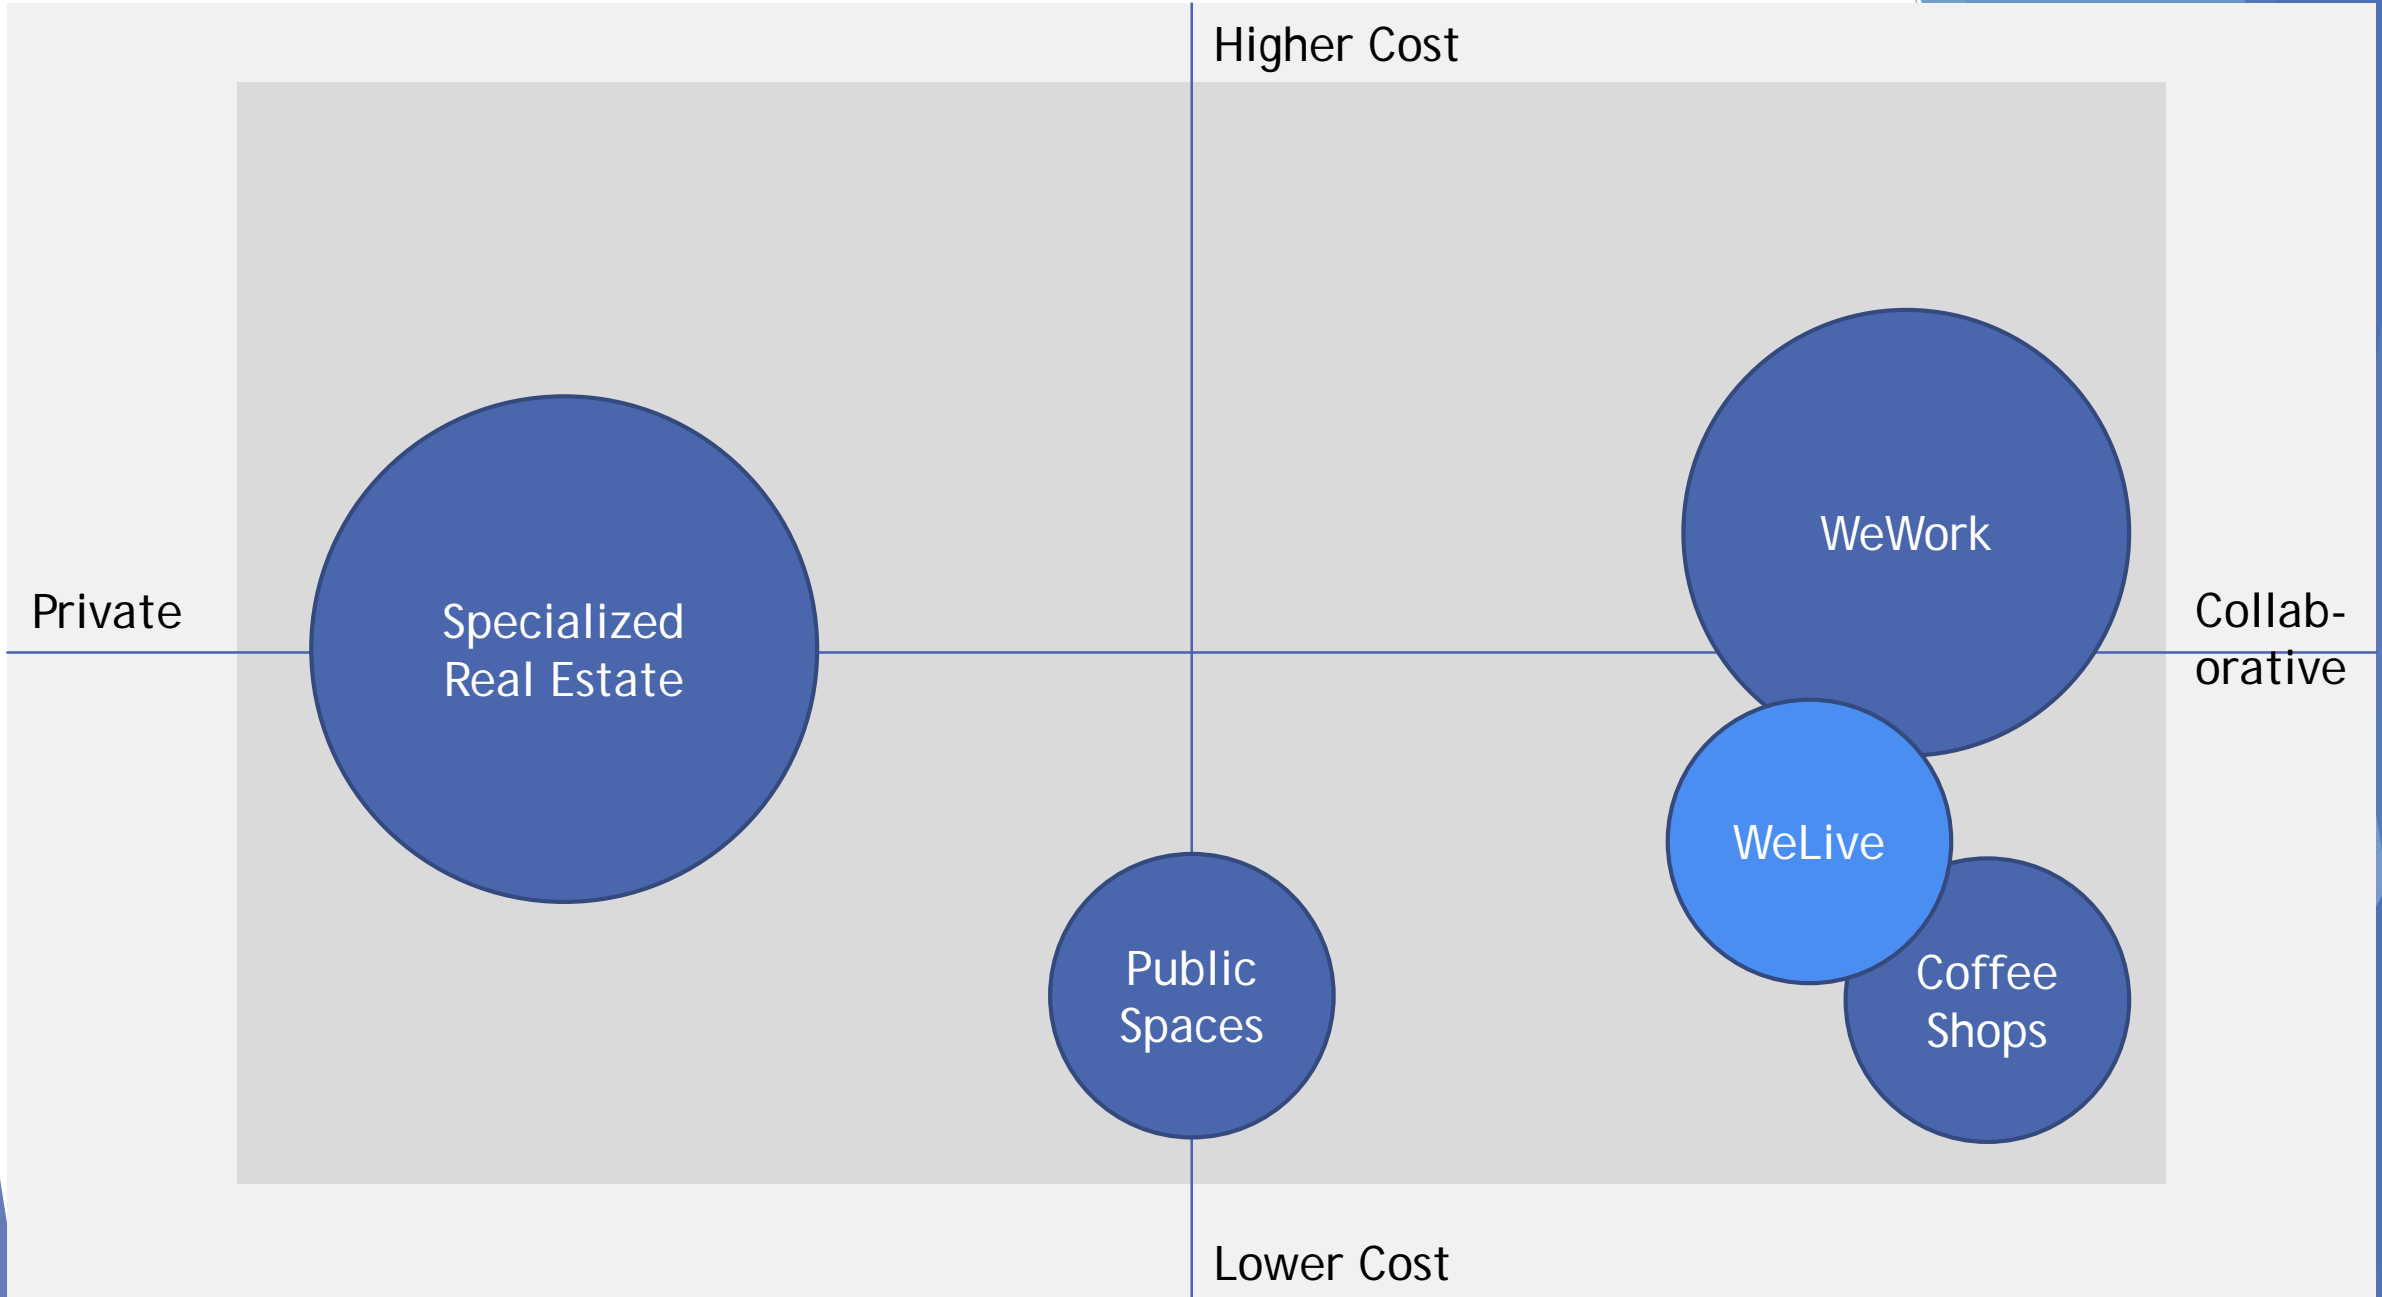 Higher Cost
WeWork
Private
Collab-
orative
Specialized
Real Estate
WeLive
Public
Spaces
Coffee
Shops
Lower Cost